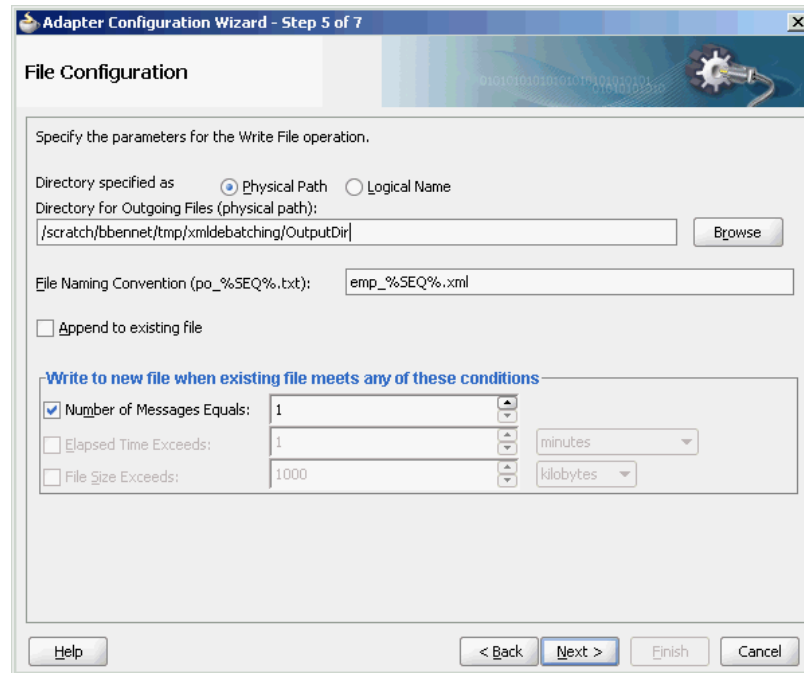 Adapter Configuration Wizard - Step 5 of 7
File Configuration
Specify the parameters for the Write File operation.
Directory specified as Physical Path Logical Name
Directory for Outgoing Files (physical path):
/scratch/bbennet/tmp/xmldebatching/OutputDir
Browse
File Naming Convention (po_%SEQ%.txt): emp_%SEQ%.xml
Append to existing file
Write to new file when existing file meets any of these conditions
Number of Messages Equals: 1
Elapsed Time Exceeds: 1 minutes
File Size Exceeds: 1000 kilobytes
Help < Back Next > Finish Cancel